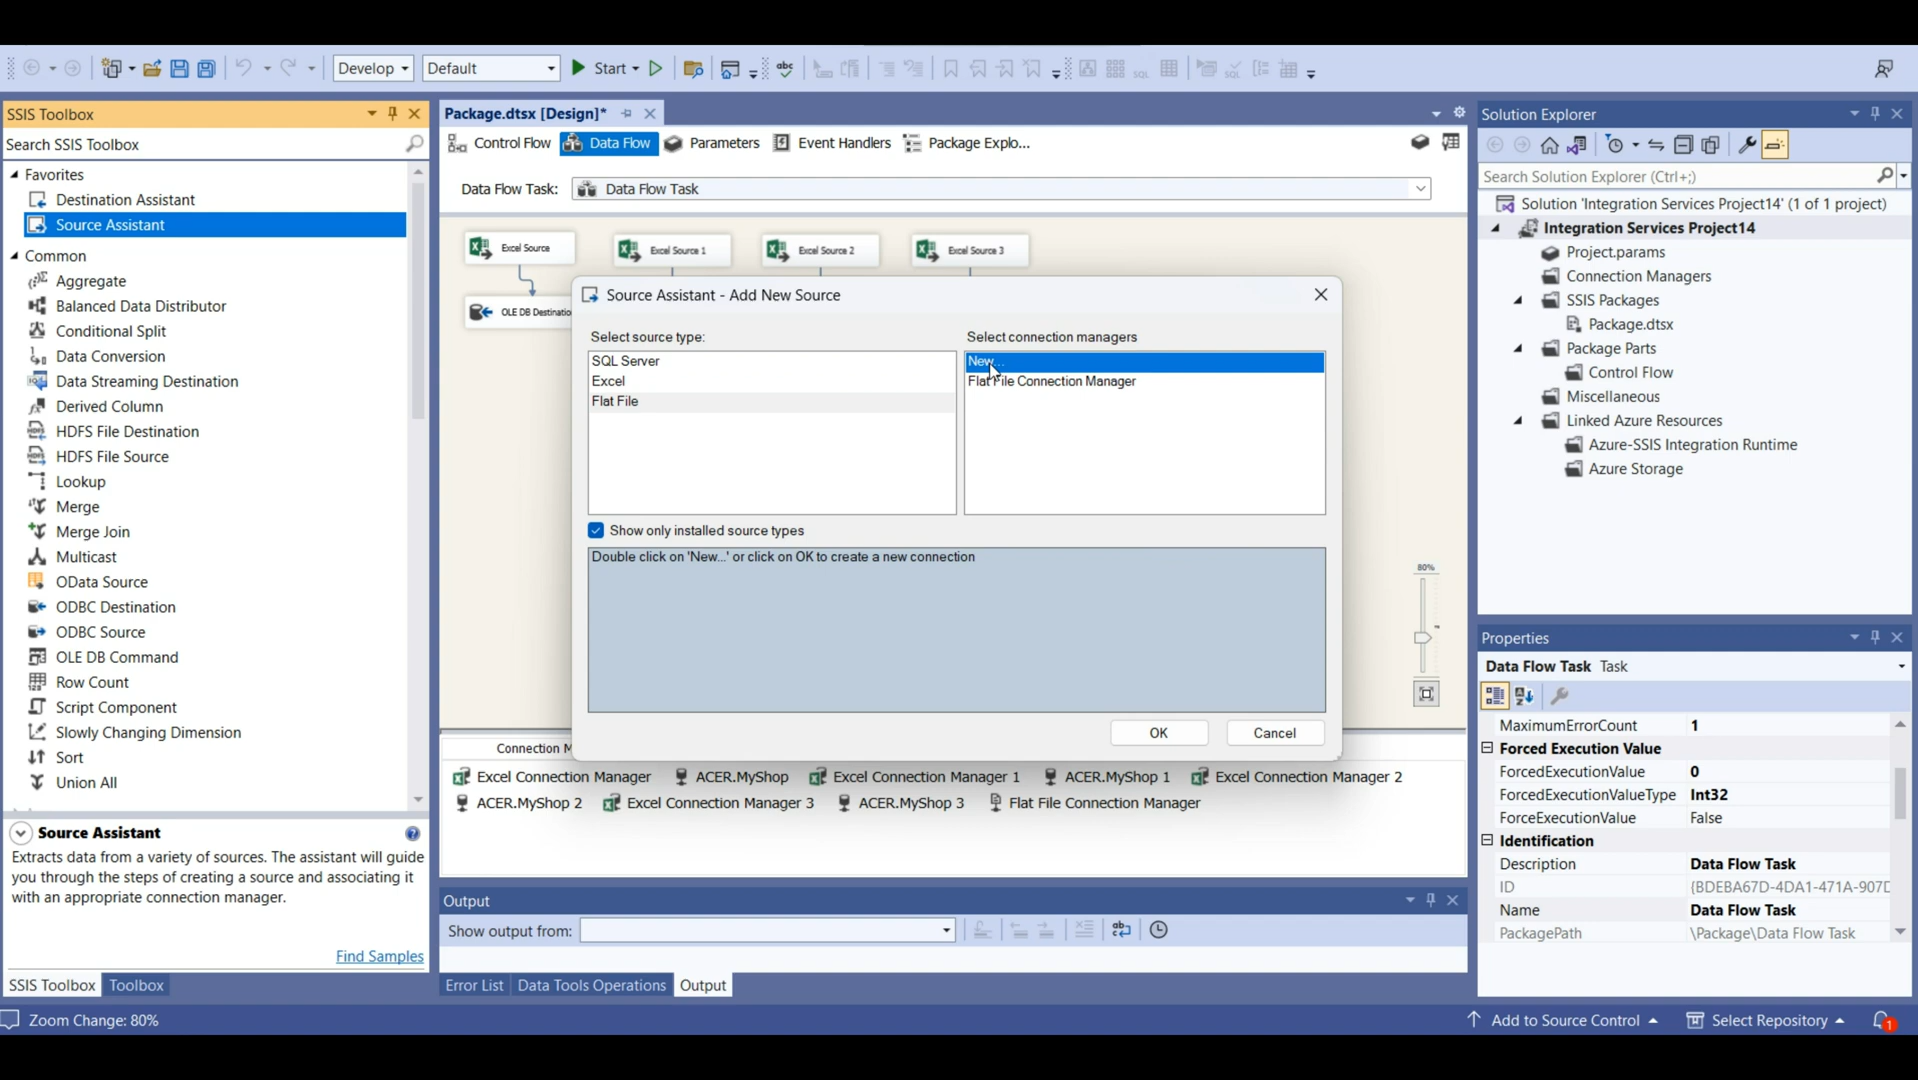 Develop
Default
Start
SSIS Toolbox
Search SSIS Toolbox
Favorites
Destination Assistant
Source Assistant
Common
Aggregate
Balanced Data Distributor
Conditional Split
Data Conversion
Data Streaming Destination
Derived Column
HDFS File Destination
HDFS File Source
Lookup
Merge
Merge Join
Multicast
OData Source
ODBC Destination
ODBC Source
OLE DB Command
Row Count
Script Component
Slowly Changing Dimension
Sort
Union All
Source Assistant
Extracts data from a variety of sources. The assistant will guide
you through the steps of creating a source and associating it
with an appropriate connection manager.
Find Samples
SSIS Toolbox Toolbox
Package.dtsx [Design]*
Control Flow Data Flow Parameters Event Handlers Package Explo...
Data Flow Task: Data Flow Task
Excel Source Excel Source 1 Excel Source 2 Excel Source 3
OLE DB Destinatio
Source Assistant - Add New Source
Select source type:
SQL Server
Excel
Flat File
Select connection managers
New...
Flat File Connection Manager
Show only installed source types
Double click on 'New...' or click on OK to create a new connection
OK Cancel
80%
Connection M
Excel Connection Manager ACER.MyShop Excel Connection Manager 1 ACER.MyShop 1 Excel Connection Manager 2
ACER.MyShop 2 Excel Connection Manager 3 ACER.MyShop 3 Flat File Connection Manager
Output
Show output from:
Error List Data Tools Operations Output
Solution Explorer
Search Solution Explorer (Ctrl+;)
Solution 'Integration Services Project14' (1 of 1 project)
Integration Services Project14
Project.params
Connection Managers
SSIS Packages
Package.dtsx
Package Parts
Control Flow
Miscellaneous
Linked Azure Resources
Azure-SSIS Integration Runtime
Azure Storage
Properties
Data Flow Task Task
MaximumErrorCount 1
Forced Execution Value
ForcedExecutionValue 0
ForcedExecutionValueType Int32
ForceExecutionValue False
Identification
Description Data Flow Task
ID {BDEBA67D-4DA1-471A-907D
Name Data Flow Task
PackagePath \Package\Data Flow Task
Zoom Change: 80%
Add to Source Control Select Repository 1